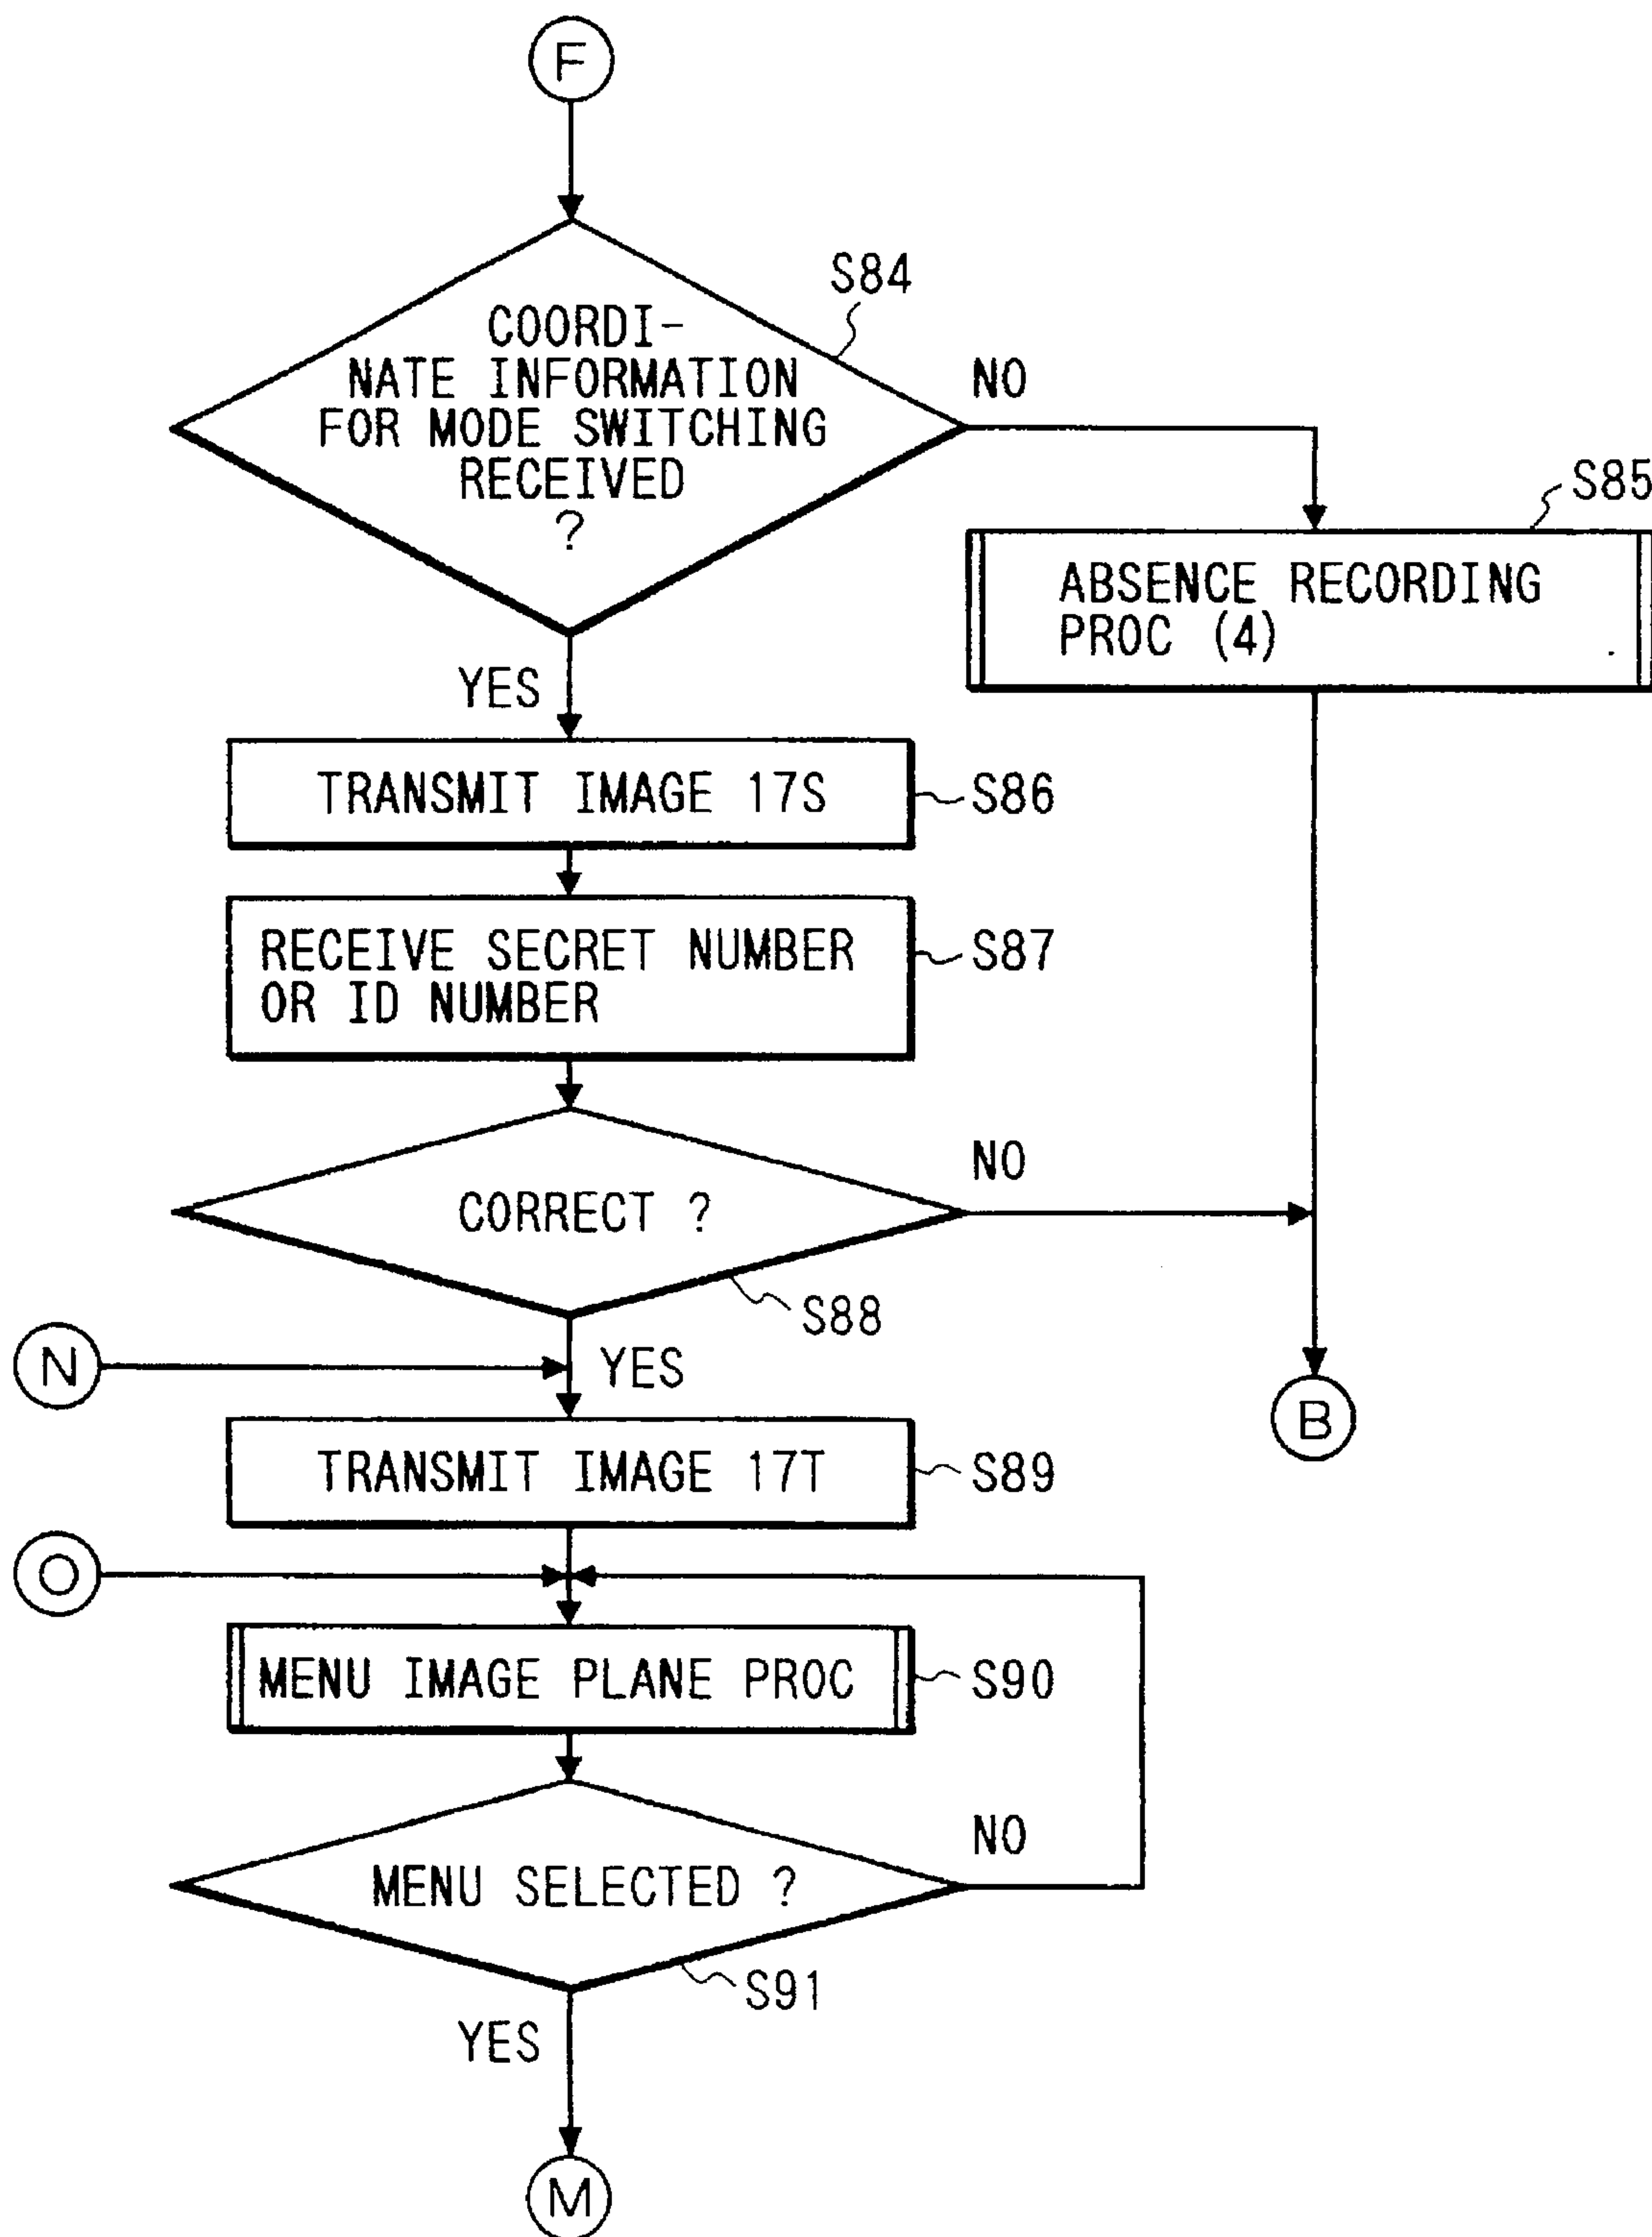 F
S84
COORDI-
NATE INFORMATION
FOR MODE SWITCHING
RECEIVED
?
NO
S85
ABSENCE RECORDING
PROC (4)
YES
TRANSMIT IMAGE 17S
S86
RECEIVE SECRET NUMBER
OR ID NUMBER
S87
NO
CORRECT ?
S88
N
YES
B
TRANSMIT IMAGE 17T
S89
O
MENU IMAGE PLANE PROC
S90
NO
MENU SELECTED ?
S91
YES
M